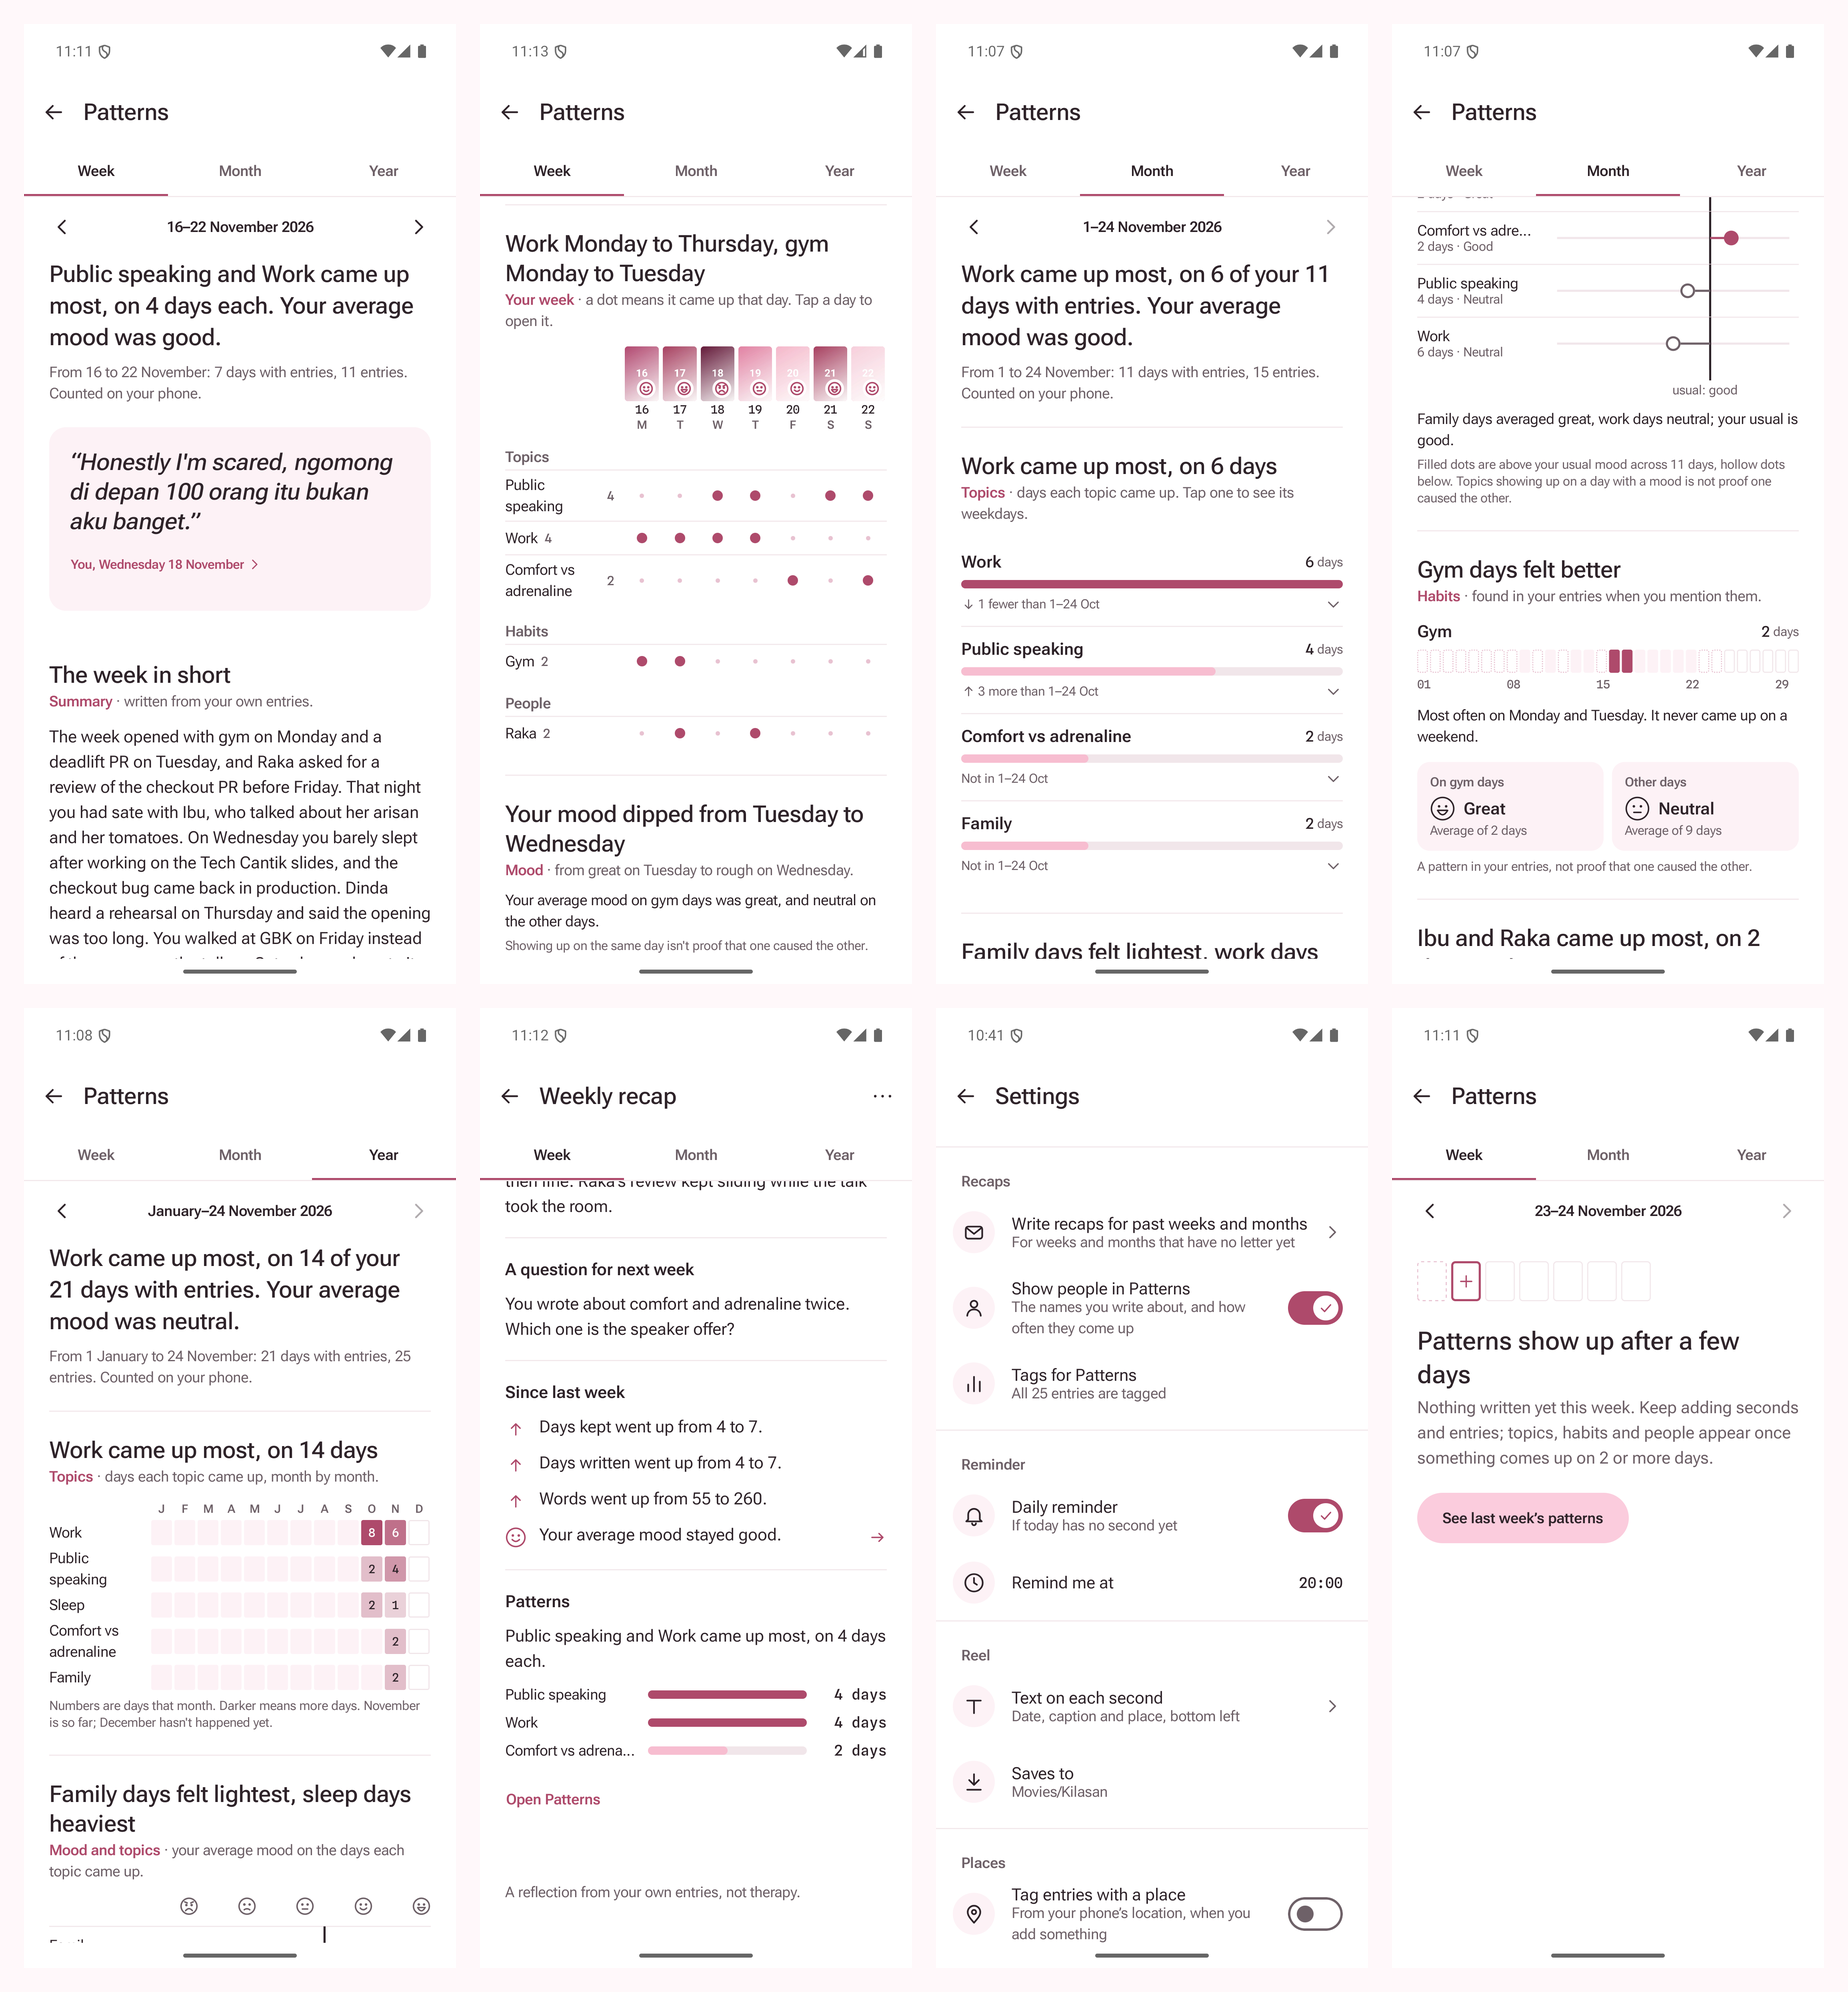 11:11
Patterns
Week Month Year
16–22 November 2026
Public speaking and Work came up
most, on 4 days each. Your average
mood was good.
From 16 to 22 November: 7 days with entries, 11 entries.
Counted on your phone.
“Honestly I'm scared, ngomong
di depan 100 orang itu bukan
aku banget.”
You, Wednesday 18 November
The week in short
Summary · written from your own entries.
The week opened with gym on Monday and a
deadlift PR on Tuesday, and Raka asked for a
review of the checkout PR before Friday. That night
you had sate with Ibu, who talked about her arisan
and her tomatoes. On Wednesday you barely slept
after working on the Tech Cantik slides, and the
checkout bug came back in production. Dinda
heard a rehearsal on Thursday and said the opening
was too long. You walked at GBK on Friday instead
11:13
Patterns
Week Month Year
Work Monday to Thursday, gym
Monday to Tuesday
Your week · a dot means it came up that day. Tap a day to
open it.
16 17 18 19 20 21 22
16 17 18 19 20 21 22
M T W T F S S
Topics
Public
speaking 4
Work 4
Comfort vs
adrenaline 2
Habits
Gym 2
People
Raka 2
Your mood dipped from Tuesday to
Wednesday
Mood · from great on Tuesday to rough on Wednesday.
Your average mood on gym days was great, and neutral on
the other days.
Showing up on the same day isn't proof that one caused the other.
11:07
Patterns
Week Month Year
1–24 November 2026
Work came up most, on 6 of your 11
days with entries. Your average
mood was good.
From 1 to 24 November: 11 days with entries, 15 entries.
Counted on your phone.
Work came up most, on 6 days
Topics · days each topic came up. Tap one to see its
weekdays.
Work 6 days
↓ 1 fewer than 1–24 Oct
Public speaking 4 days
↑ 3 more than 1–24 Oct
Comfort vs adrenaline 2 days
Not in 1–24 Oct
Family 2 days
Not in 1–24 Oct
Family days felt lightest, work days
11:07
Patterns
Week Month Year
2 days · Great
Comfort vs adre...
2 days · Good
Public speaking
4 days · Neutral
Work
6 days · Neutral
usual: good
Family days averaged great, work days neutral; your usual is
good.
Filled dots are above your usual mood across 11 days, hollow dots
below. Topics showing up on a day with a mood is not proof one
caused the other.
Gym days felt better
Habits · found in your entries when you mention them.
Gym 2 days
01 08 15 22 29
Most often on Monday and Tuesday. It never came up on a
weekend.
On gym days
Great
Average of 2 days
Other days
Neutral
Average of 9 days
A pattern in your entries, not proof that one caused the other.
Ibu and Raka came up most, on 2
11:08
Patterns
Week Month Year
January–24 November 2026
Work came up most, on 14 of your
21 days with entries. Your average
mood was neutral.
From 1 January to 24 November: 21 days with entries, 25
entries. Counted on your phone.
Work came up most, on 14 days
Topics · days each topic came up, month by month.
J F M A M J J A S O N D
Work 8 6
Public
speaking 2 4
Sleep 2 1
Comfort vs
adrenaline 2
Family 2
Numbers are days that month. Darker means more days. November
is so far; December hasn't happened yet.
Family days felt lightest, sleep days
heaviest
Mood and topics · your average mood on the days each
topic came up.
11:12
Weekly recap
Week Month Year
then line. Raka's review kept sliding while the talk
took the room.
A question for next week
You wrote about comfort and adrenaline twice.
Which one is the speaker offer?
Since last week
↑ Days kept went up from 4 to 7.
↑ Days written went up from 4 to 7.
↑ Words went up from 55 to 260.
Your average mood stayed good. →
Patterns
Public speaking and Work came up most, on 4 days
each.
Public speaking 4 days
Work 4 days
Comfort vs adrena... 2 days
Open Patterns
A reflection from your own entries, not therapy.
10:41
Settings
Recaps
Write recaps for past weeks and months
For weeks and months that have no letter yet
Show people in Patterns
The names you write about, and how
often they come up
Tags for Patterns
All 25 entries are tagged
Reminder
Daily reminder
If today has no second yet
Remind me at 20:00
Reel
Text on each second
Date, caption and place, bottom left
Saves to
Movies/Kilasan
Places
Tag entries with a place
From your phone's location, when you
add something
11:11
Patterns
Week Month Year
23–24 November 2026
Patterns show up after a few
days
Nothing written yet this week. Keep adding seconds
and entries; topics, habits and people appear once
something comes up on 2 or more days.
See last week's patterns